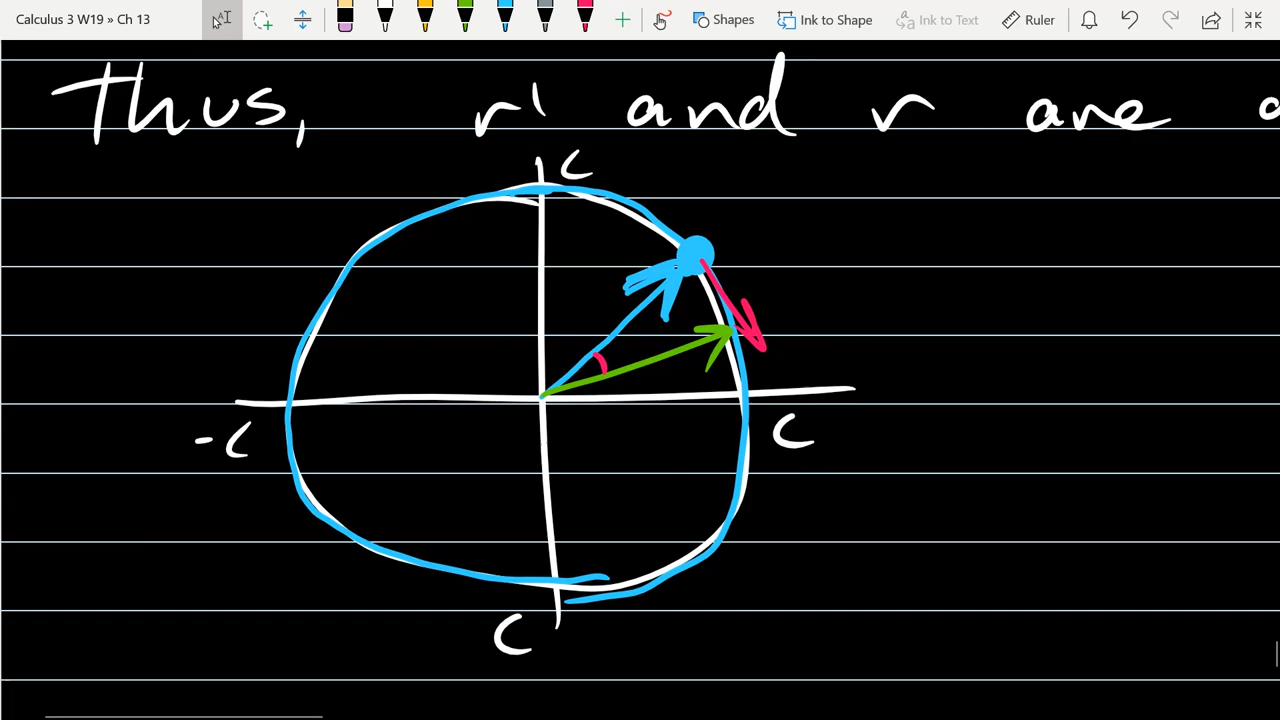 Calculus 3 W19 » Ch 13
Shapes
Ink to Shape
Ink to Text
Ruler
Thus, r' and r are
C
-C
C
C